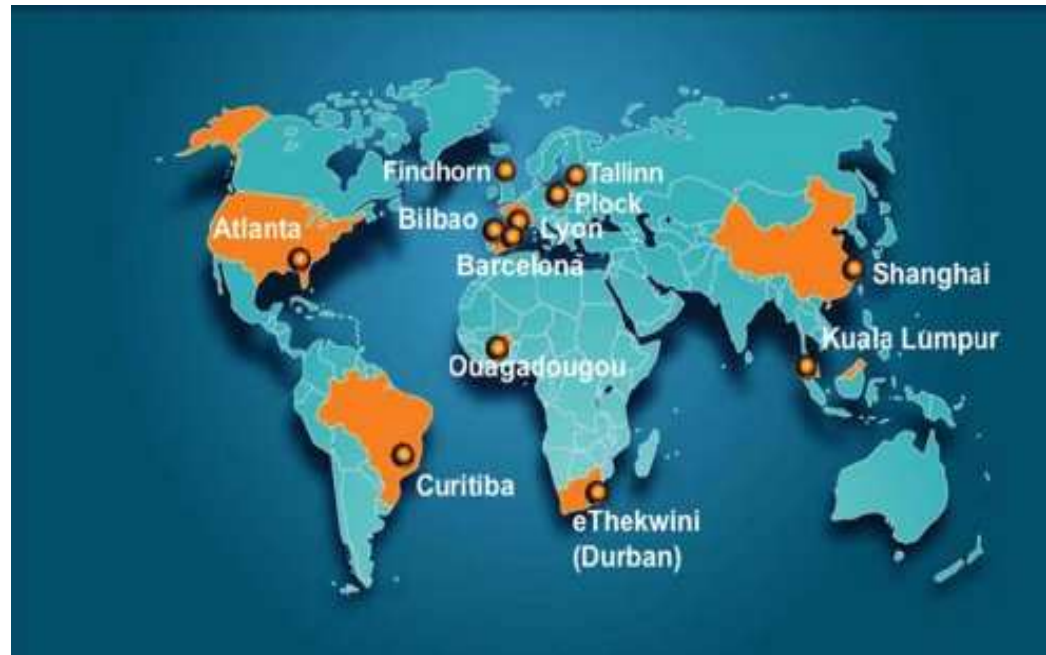 Findhorn
Tallinn
Plock
Atlanta
Bilbao
Lyon
Barcelona
Shanghai
Kuala Lumpur
Ouagadougou
Curitiba
eThekwini
(Durban)